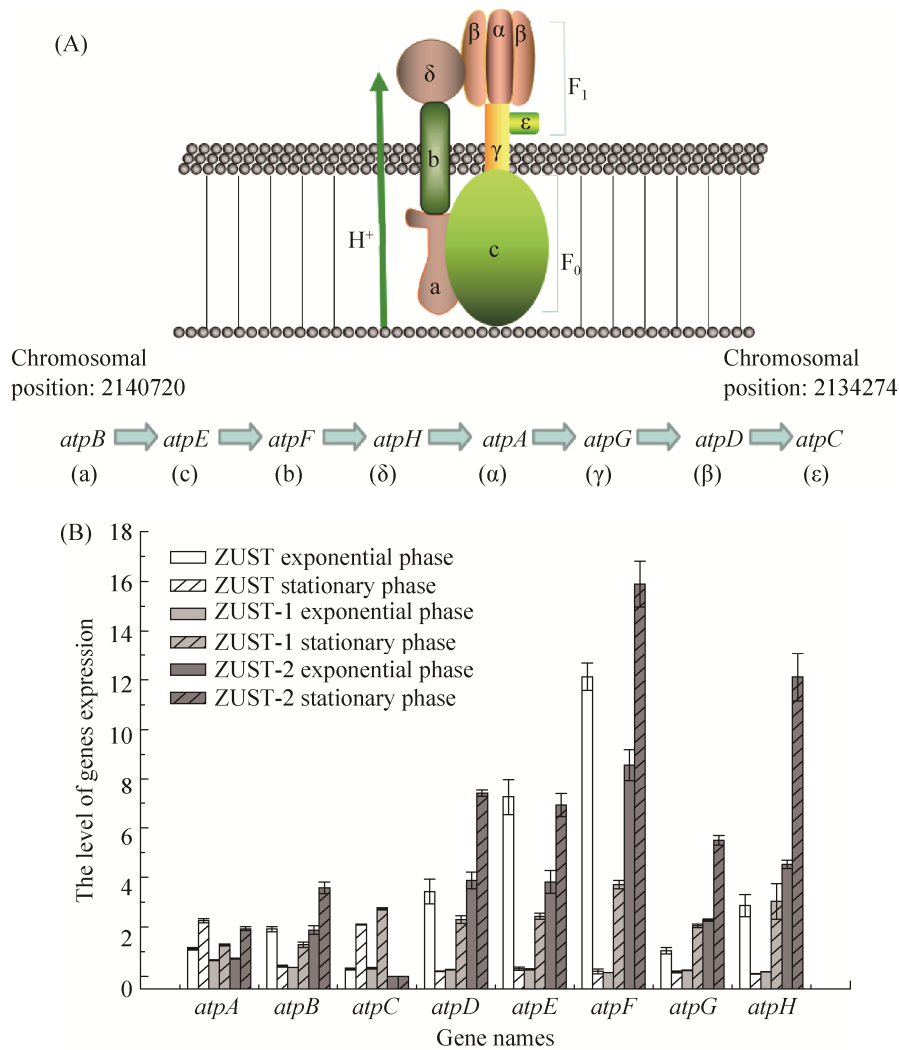 (A)
β α β
δ
F1
ε
γ
b
H+
c
F0
a
Chromosomal
position: 2140720
Chromosomal
position: 2134274
atpB atpE atpF atpH atpA atpG atpD atpC
(a) (c) (b) (δ) (α) (γ) (β) (ε)
(B)
18
16
14
12
10
8
6
4
2
0
The level of genes expression
ZUST exponential phase
ZUST stationary phase
ZUST-1 exponential phase
ZUST-1 stationary phase
ZUST-2 exponential phase
ZUST-2 stationary phase
atpA atpB atpC atpD atpE atpF atpG atpH
Gene names